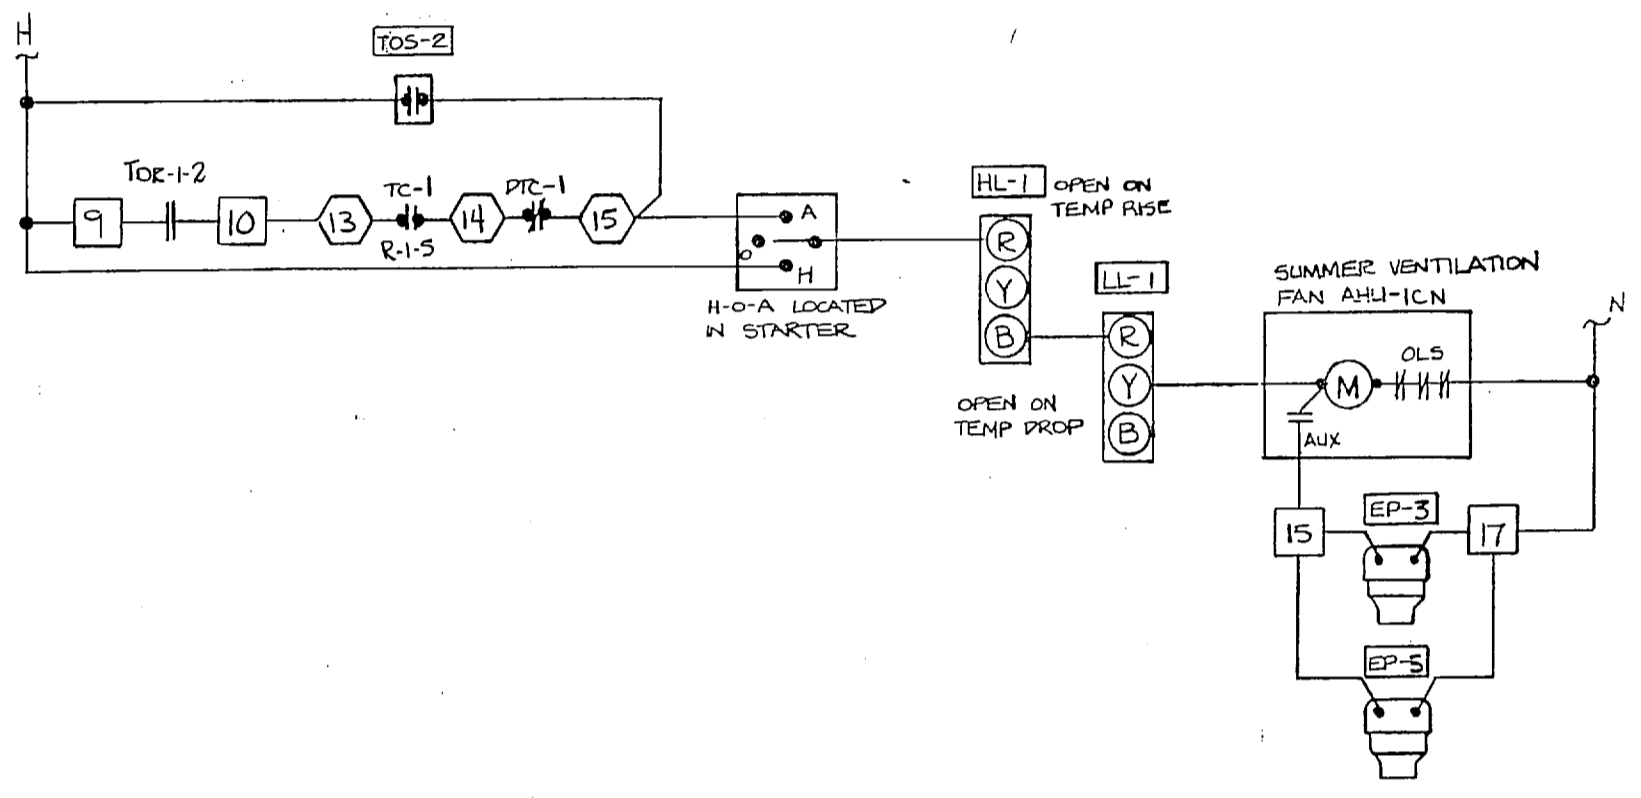 H
TOS-2
TOR-1-2
TC-1
DTC-1
9
10
13
14
15
R-1-5
A
O
H
H-O-A LOCATED
IN STARTER
HL-1
OPEN ON
TEMP RISE
R
Y
B
LL-1
R
Y
B
OPEN ON
TEMP DROP
SUMMER VENTILATION
FAN AHU-1CN
M
OLS
AUX
N
15
EP-3
17
EP-5